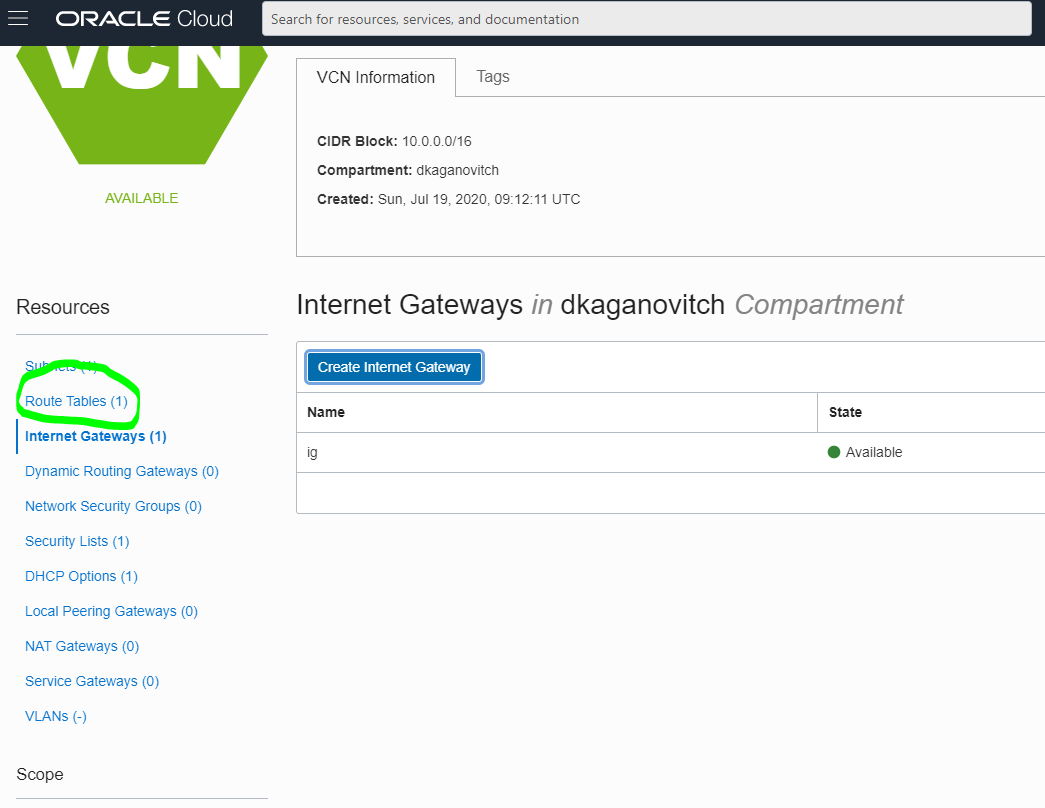 ORACLE Cloud
Search for resources, services, and documentation
VCN
AVAILABLE
VCN Information
Tags
CIDR Block: 10.0.0.0/16
Compartment: dkaganovitch
Created: Sun, Jul 19, 2020, 09:12:11 UTC
Resources
Subnets (1)
Route Tables (1)
Internet Gateways (1)
Dynamic Routing Gateways (0)
Network Security Groups (0)
Security Lists (1)
DHCP Options (1)
Local Peering Gateways (0)
NAT Gateways (0)
Service Gateways (0)
VLANs (-)
Scope
Internet Gateways in dkaganovitch Compartment
Create Internet Gateway
Name State
ig Available